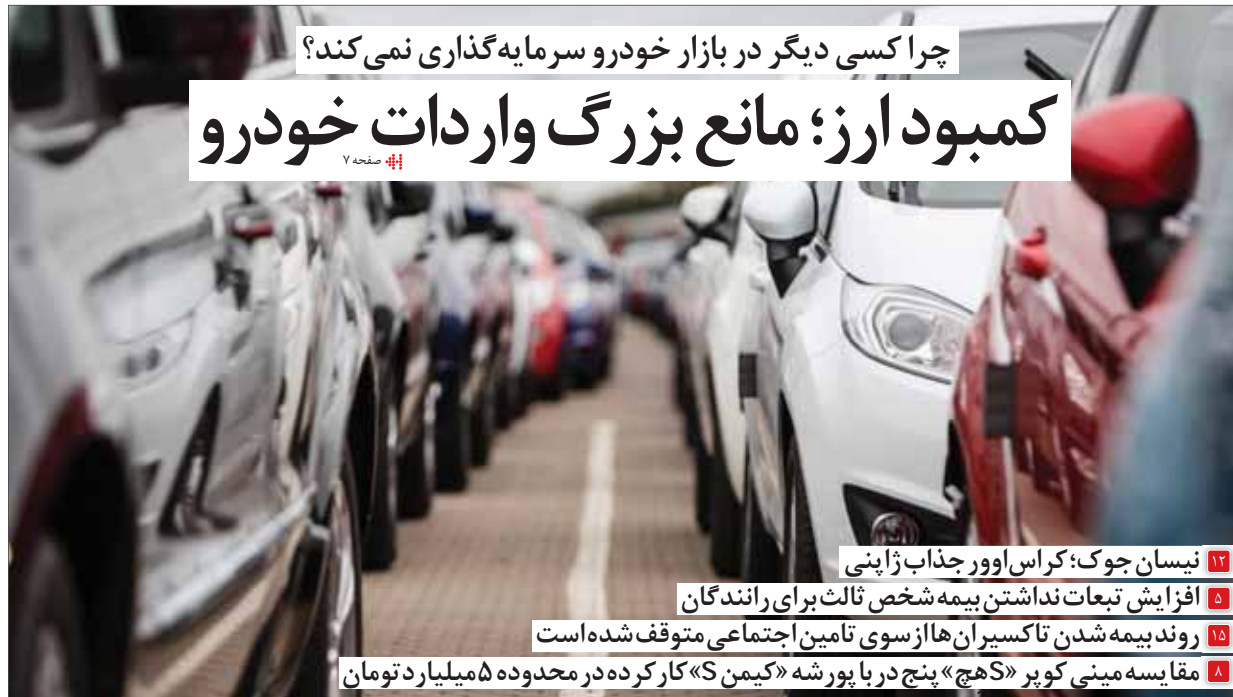 چرا کسی دیگر در بازار خودرو سرمایه‌گذاری نمی‌کند؟
کمبود ارز؛ مانع بزرگ واردات خودرو
صفحه ۷
۱۲ نیسان جوک؛ کراس‌اوور جذاب ژاپنی
۵ افزایش تبعات نداشتن بیمه شخص ثالث برای رانندگان
۱۵ روند بیمه شدن تاکسیران‌ها از سوی تامین اجتماعی متوقف شده است
۸ مقایسه مینی کوپر «Sهچ» پنج در با پورشه «کیمن S» کارکرده در محدوده ۵ میلیارد تومان